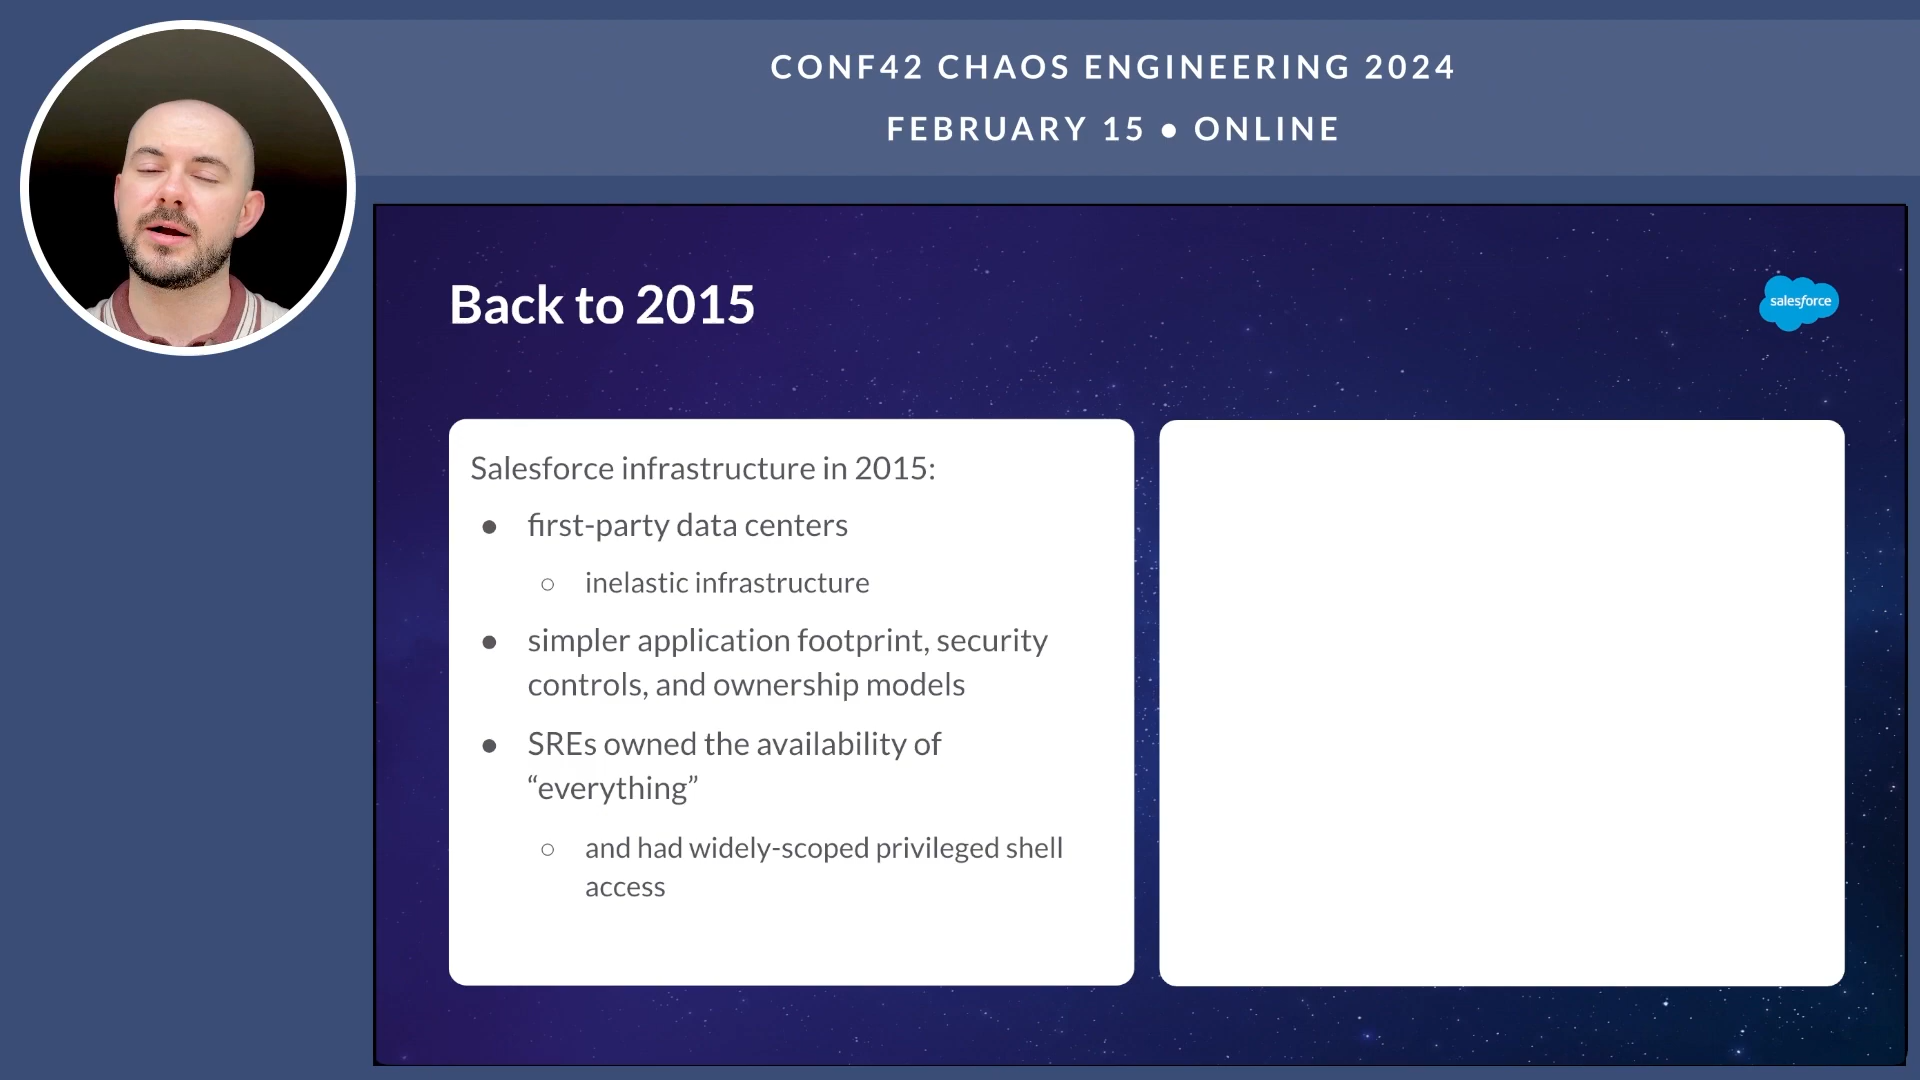 CONF42 CHAOS ENGINEERING 2024
FEBRUARY 15 ● ONLINE
Back to 2015
salesforce
Salesforce infrastructure in 2015:
● first-party data centers
○ inelastic infrastructure
● simpler application footprint, security
controls, and ownership models
● SREs owned the availability of
“everything”
○ and had widely-scoped privileged shell
access